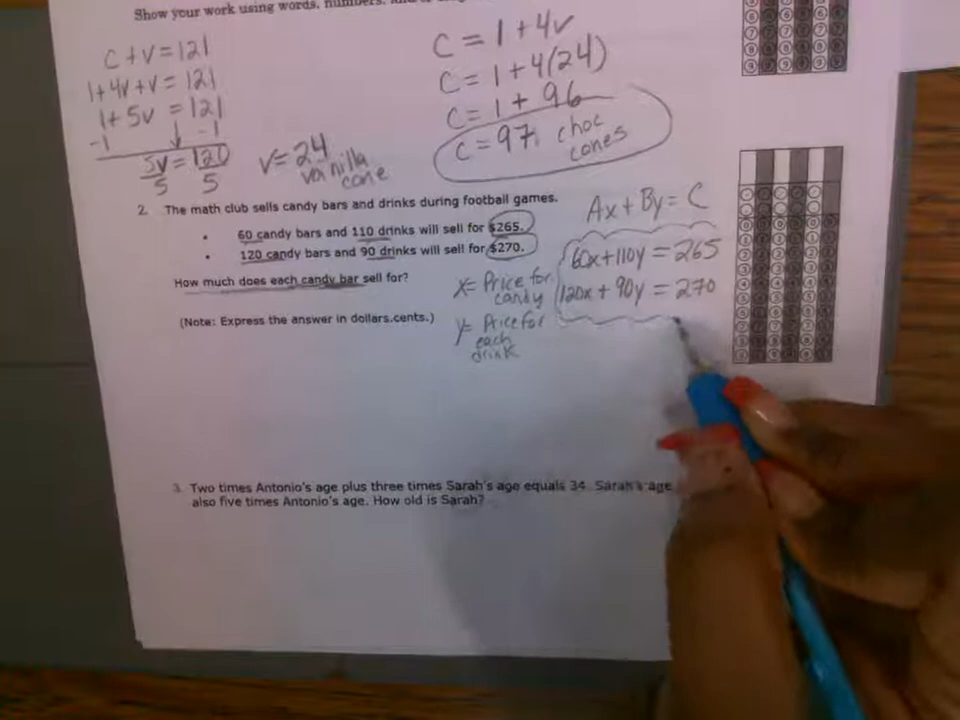 Show your work using words, numbers,
C + V = 121
1 + 4V + V = 121
1 + 5V = 121
-1 -1
5V = 120
5 5
V = 24
vanilla
cone
C = 1 + 4V
C = 1 + 4(24)
C = 1 + 96
C = 97, choc
cones
2. The math club sells candy bars and drinks during football games.
• 60 candy bars and 110 drinks will sell for $265.
• 120 candy bars and 90 drinks will sell for $270.
How much does each candy bar sell for?
(Note: Express the answer in dollars.cents.)
Ax + By = C
60x + 110y = 265
120x + 90y = 270
x = Price for
candy
y = Price for
each
drink
3. Two times Antonio's age plus three times Sarah's age equals 34. Sarah's age
also five times Antonio's age. How old is Sarah?